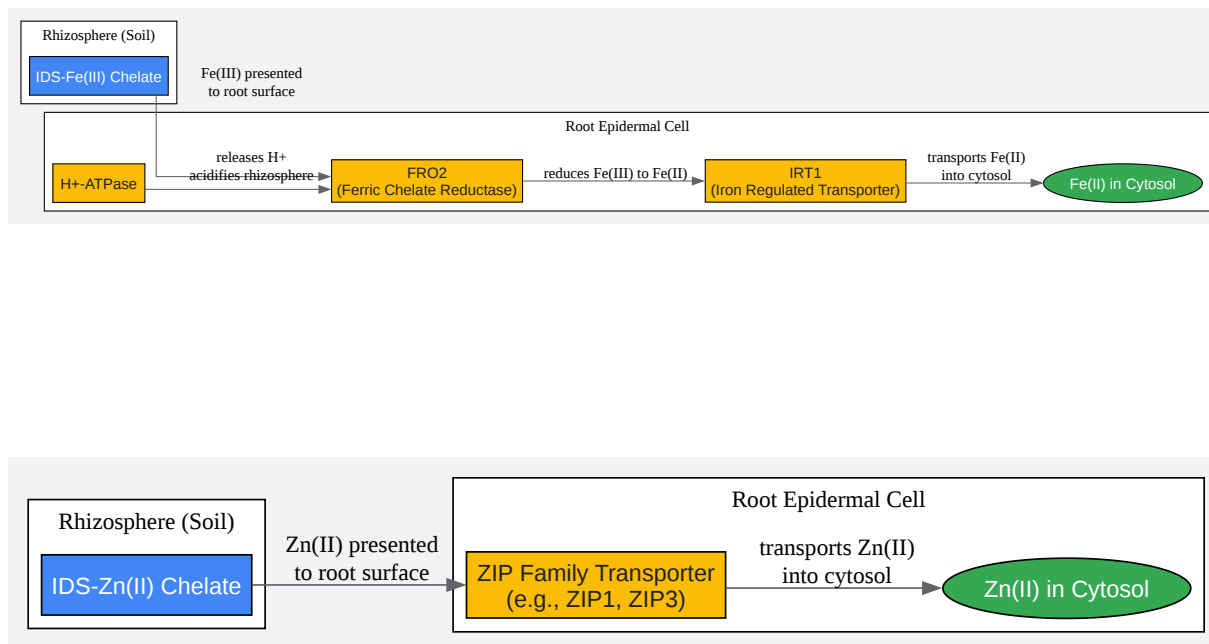 Rhizosphere (Soil)
IDS-Fe(III) Chelate
Fe(III) presented
to root surface
Root Epidermal Cell
H+-ATPase
releases H+
acidifies rhizosphere
FRO2
(Ferric Chelate Reductase)
reduces Fe(III) to Fe(II)
IRT1
(Iron Regulated Transporter)
transports Fe(II)
into cytosol
Fe(II) in Cytosol
Rhizosphere (Soil)
IDS-Zn(II) Chelate
Zn(II) presented
to root surface
Root Epidermal Cell
ZIP Family Transporter
(e.g., ZIP1, ZIP3)
transports Zn(II)
into cytosol
Zn(II) in Cytosol